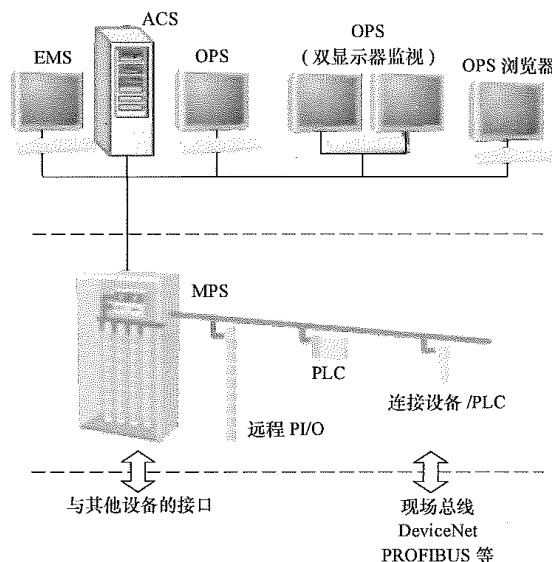 ACS
EMS
OPS
OPS
（双显示器监视）
OPS 浏览器
MPS
PLC
连接设备 /PLC
远程 PI/O
与其他设备的接口
现场总线
DeviceNet
PROFIBUS 等